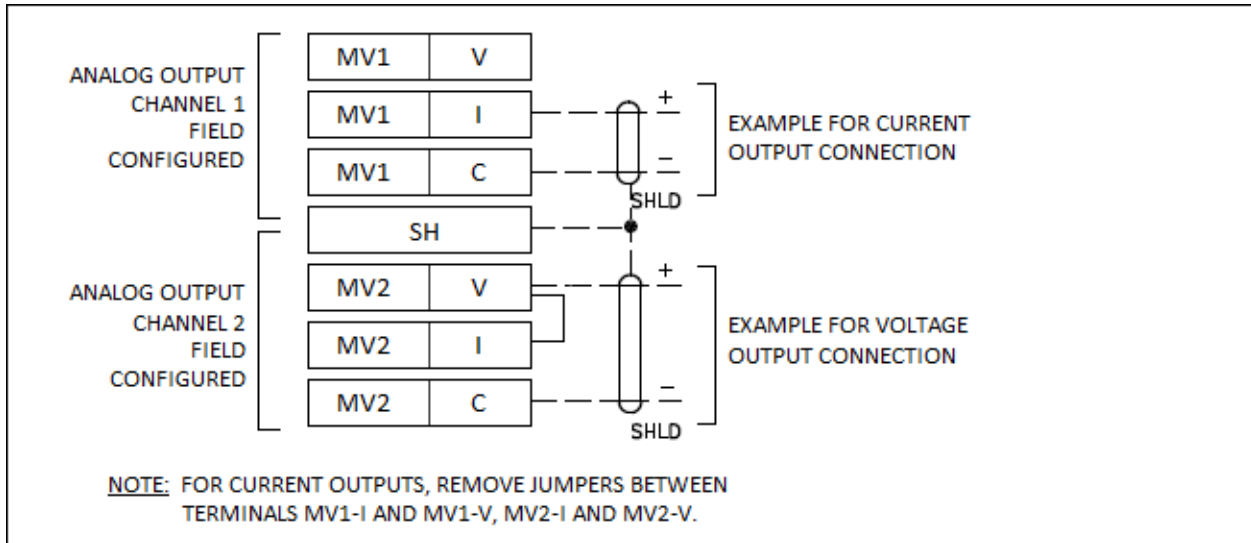 ANALOG OUTPUT
CHANNEL 1
FIELD
CONFIGURED
MV1 V
MV1 I
MV1 C
SH
+
−
SHLD
EXAMPLE FOR CURRENT
OUTPUT CONNECTION
ANALOG OUTPUT
CHANNEL 2
FIELD
CONFIGURED
MV2 V
MV2 I
MV2 C
+
−
SHLD
EXAMPLE FOR VOLTAGE
OUTPUT CONNECTION
NOTE: FOR CURRENT OUTPUTS, REMOVE JUMPERS BETWEEN
TERMINALS MV1-I AND MV1-V, MV2-I AND MV2-V.